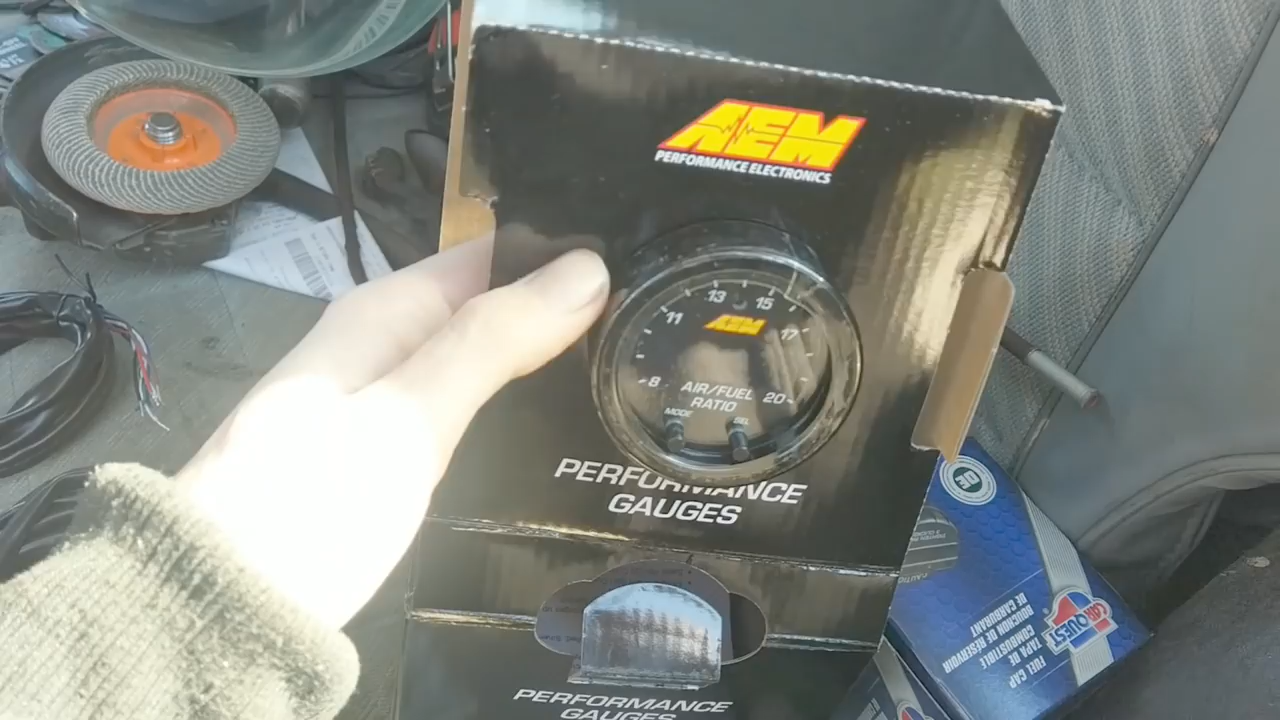 AEM
PERFORMANCE ELECTRONICS
13
15
11
AEM
17
8
AIR/FUEL
20
RATIO
MODE
SEL
PERFORMANCE
GAUGES
PERFORMANCE
GAUGES
OE
CARQUEST
FUEL CAP
TAPA DE
COMBUSTIBLE
BOUCHON DE RÉSERVOIR
DE CARBURANT